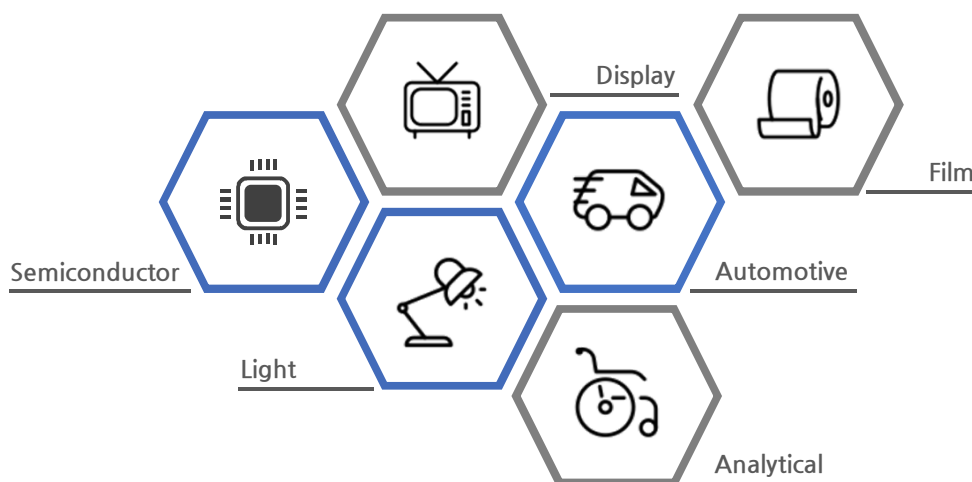 Display
Film
Semiconductor
Automotive
Light
Analytical